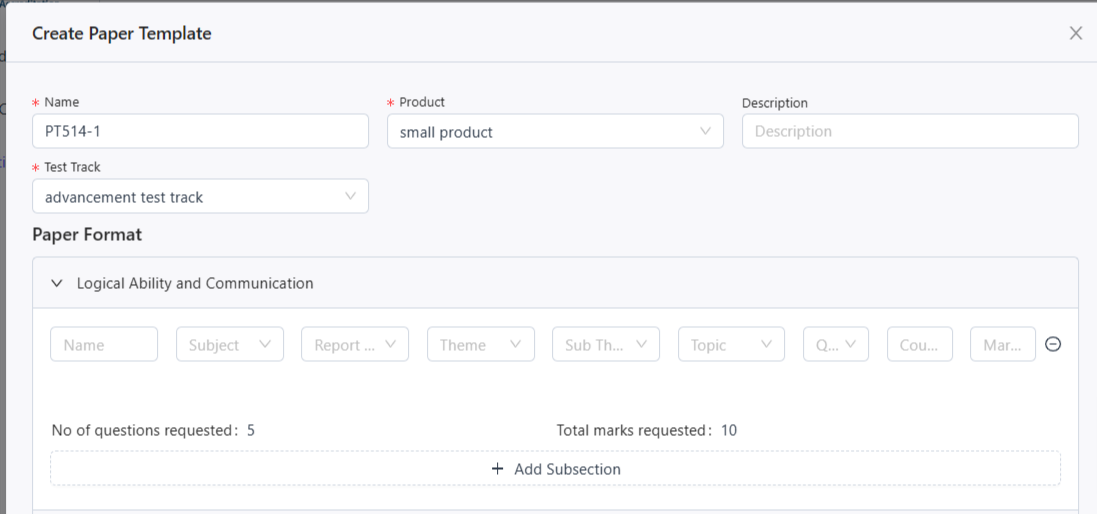 Create Paper Template
* Name
* Product
Description
PT514-1
small product
Description
* Test Track
advancement test track
Paper Format
Logical Ability and Communication
Name
Subject
Report ...
Theme
Sub Th...
Topic
Q...
Cou...
Mar...
No of questions requested: 5
Total marks requested: 10
+ Add Subsection